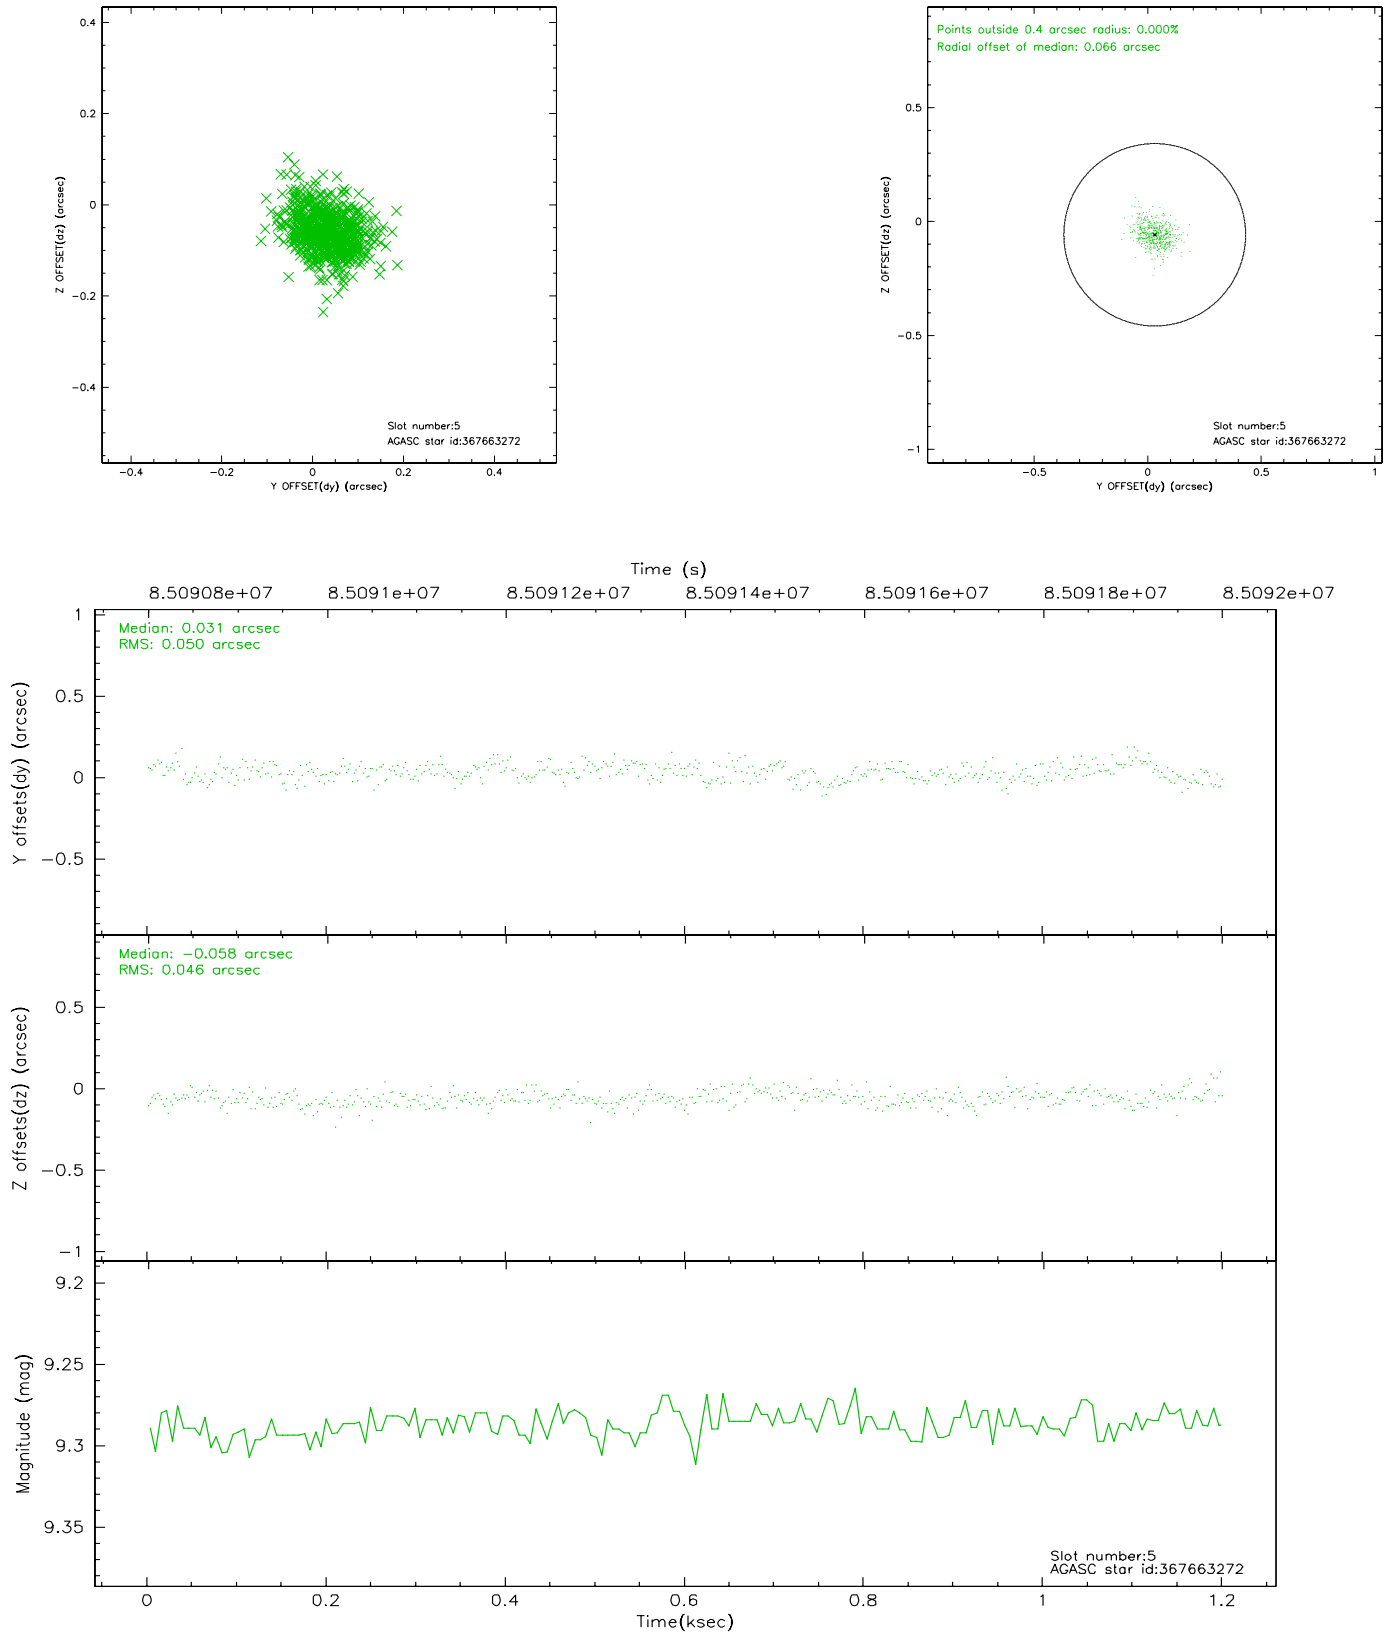 0.4
0.2
0
−0.2
−0.4
Z OFFSET(dz) (arcsec)
Slot number:5
AGASC star id:367663272
−0.4 −0.2 0 0.2 0.4
Y OFFSET(dy) (arcsec)
Points outside 0.4 arcsec radius: 0.000%
Radial offset of median: 0.066 arcsec
0.5
0
−0.5
−1
Z OFFSET(dz) (arcsec)
Slot number:5
AGASC star id:367663272
−0.5 0 0.5 1
Y OFFSET(dy) (arcsec)
Time (s)
8.50908e+07 8.5091e+07 8.50912e+07 8.50914e+07 8.50916e+07 8.50918e+07 8.5092e+07
Median: 0.031 arcsec
RMS: 0.050 arcsec
1
0.5
0
−0.5
Y offsets(dy) (arcsec)
Median: −0.058 arcsec
RMS: 0.046 arcsec
0.5
0
−0.5
−1
Z offsets(dz) (arcsec)
9.2
9.25
9.3
9.35
Magnitude (mag)
Slot number:5
AGASC star id:367663272
0 0.2 0.4 0.6 0.8 1 1.2
Time(ksec)